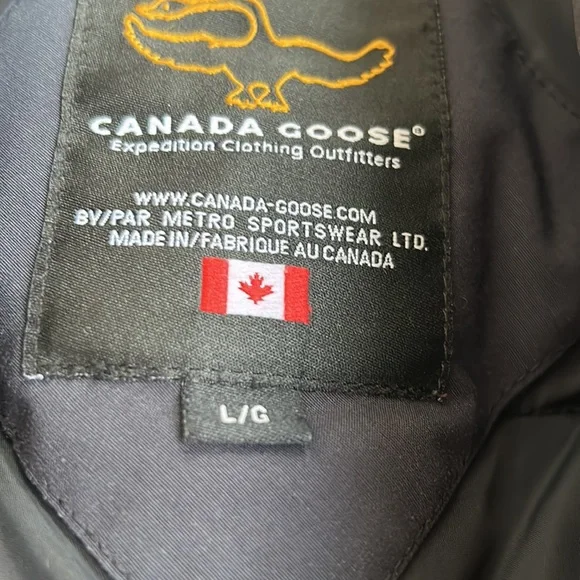 CANADA GOOSE®
Expedition Clothing Outfitters
WWW.CANADA-GOOSE.COM
BY/PAR METRO SPORTSWEAR LTD.
MADE IN/FABRIQUE AU CANADA
L/G